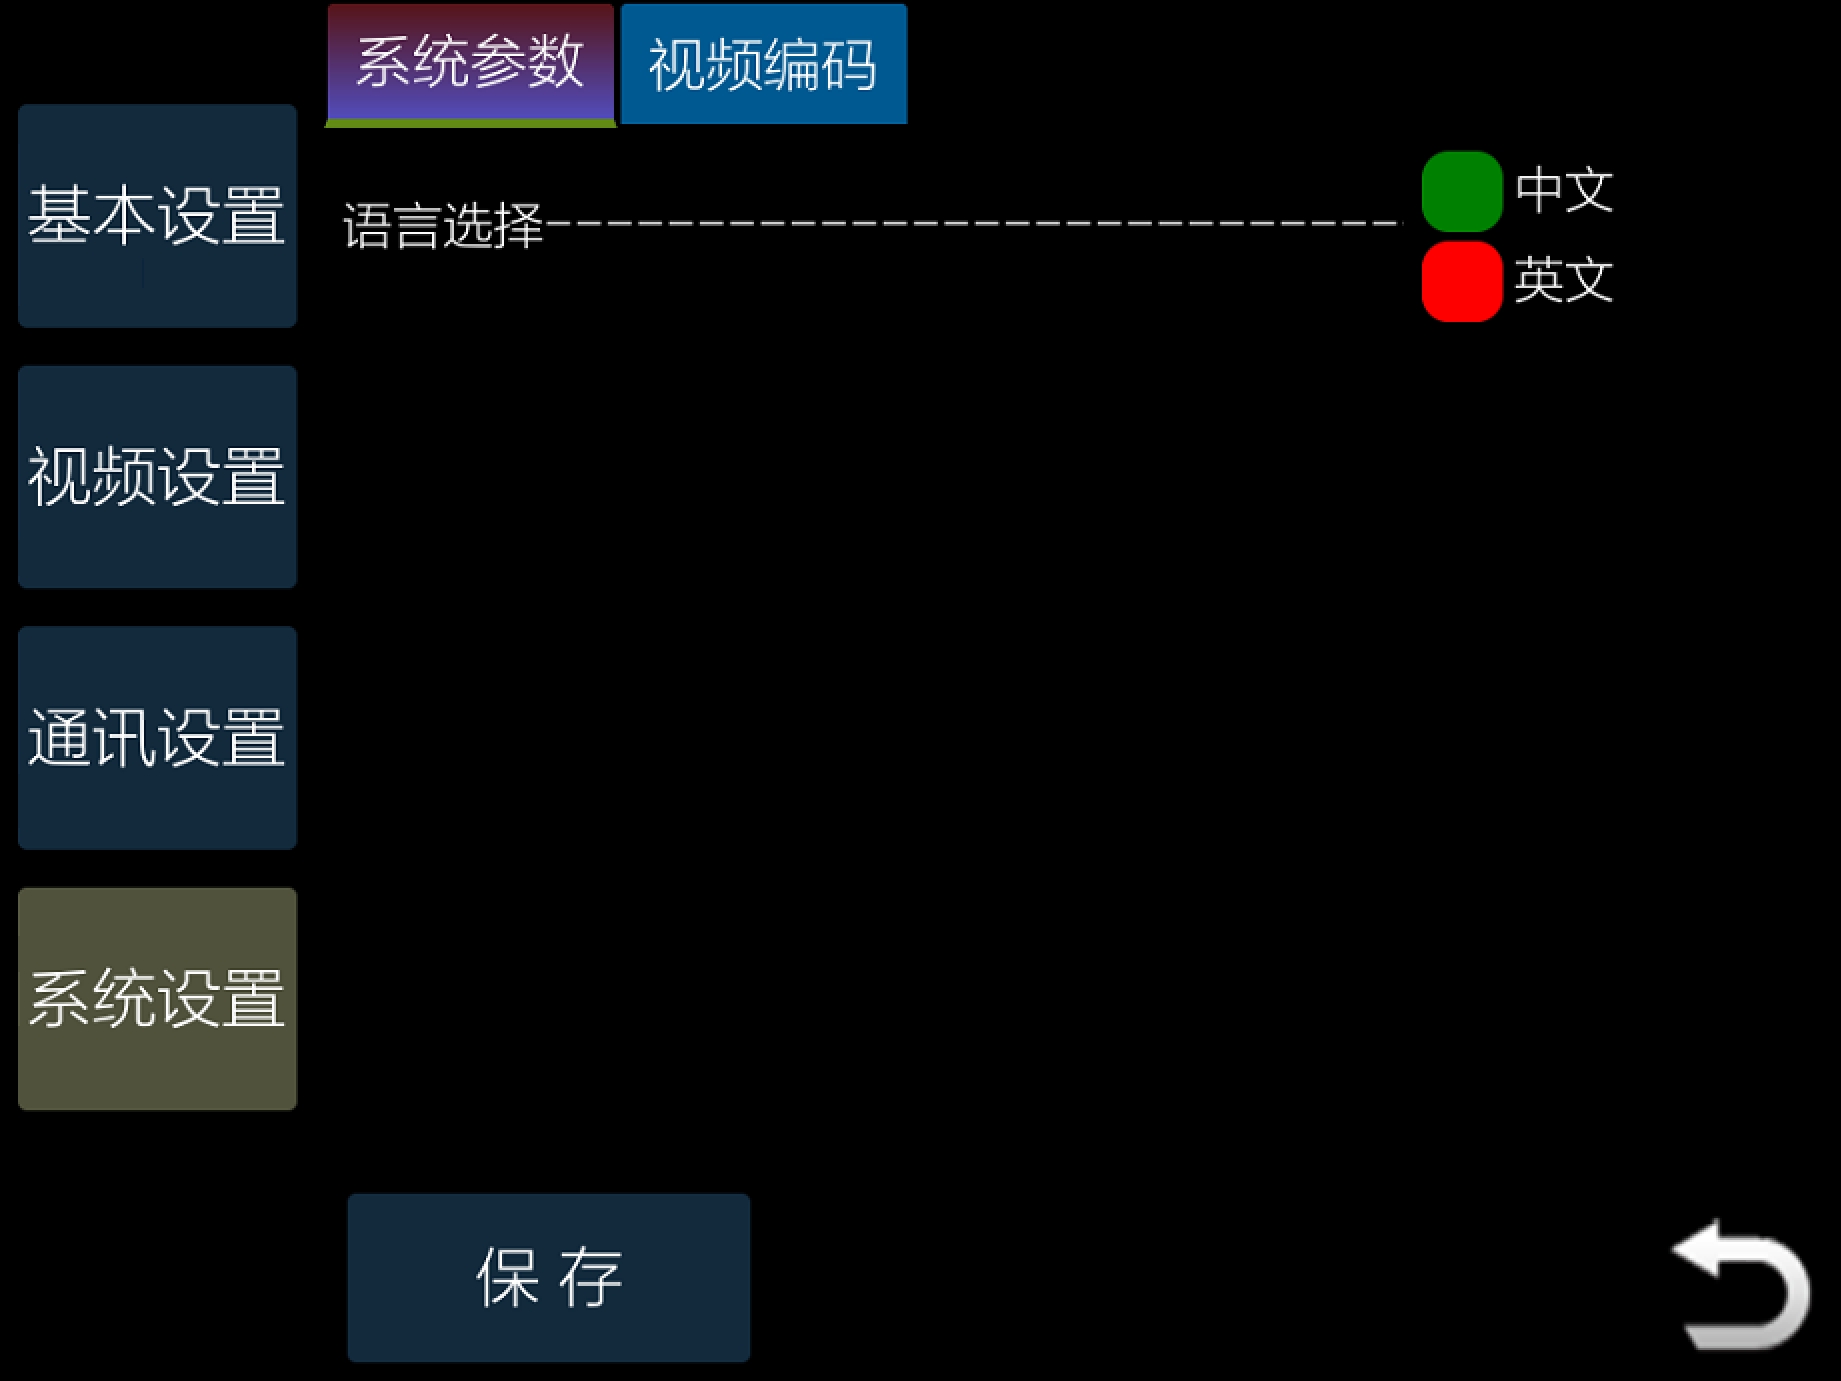 系统参数 视频编码
基本设置
语言选择----------------------------
中文
英文
视频设置
通讯设置
系统设置
保 存